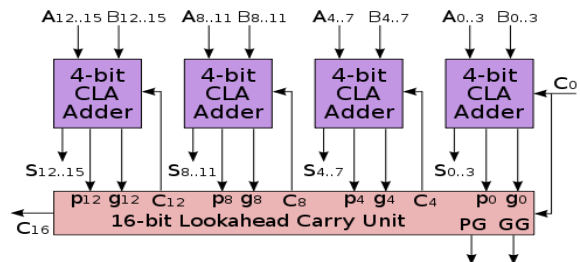 A12..15 B12..15 A8..11 B8..11 A4..7 B4..7 A0..3 B0..3
4-bit CLA Adder
4-bit CLA Adder
4-bit CLA Adder
4-bit CLA Adder
C0
S12..15 S8..11 S4..7 S0..3
p12 g12 C12 p8 g8 C8 p4 g4 C4 p0 g0
16-bit Lookahead Carry Unit PG GG
C16